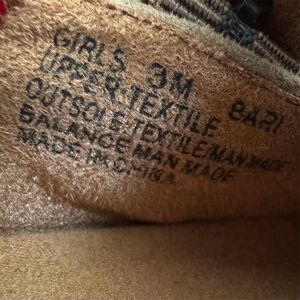 GIRLS 3M BARI
UPPER-TEXTILE
OUTSOLE/TEXTILE/MAN MADE
BALANCE MAN MADE
MADE IN CHINA